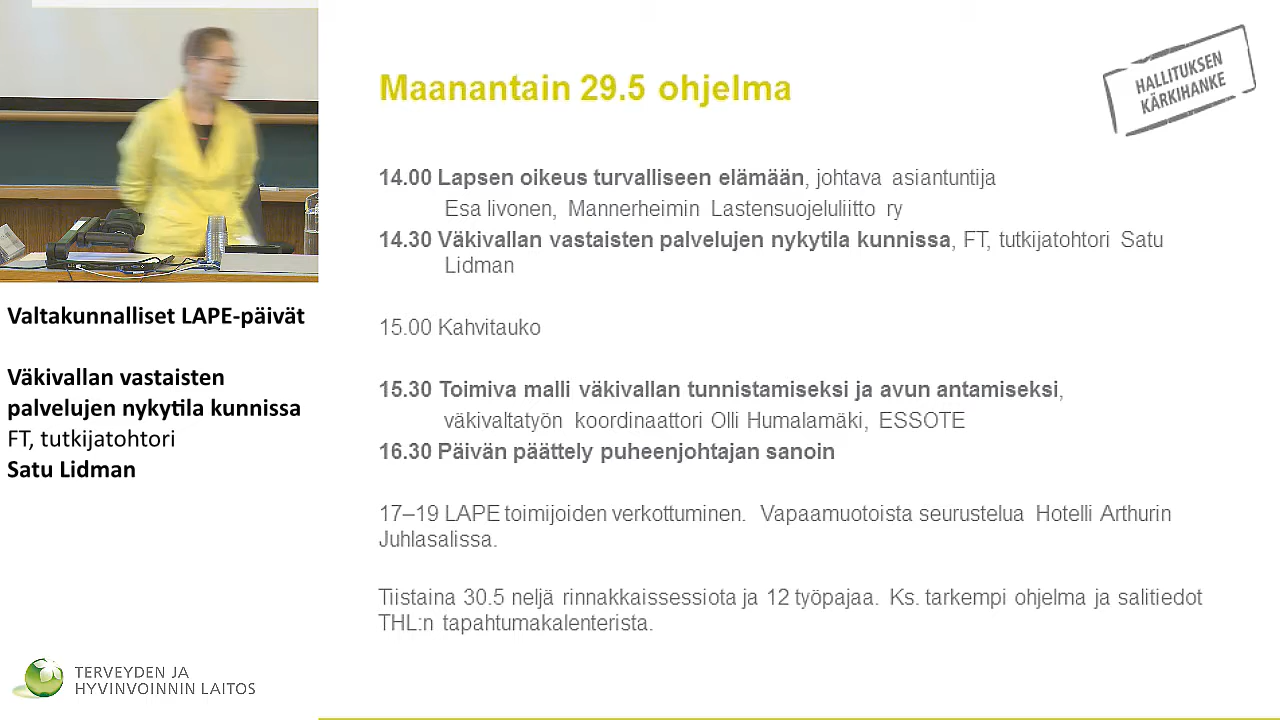 Maanantain 29.5 ohjelma
HALLITUKSEN
KÄRKIHANKE
14.00 Lapsen oikeus turvalliseen elämään, johtava asiantuntija
Esa Iivonen, Mannerheimin Lastensuojeluliitto ry
14.30 Väkivallan vastaisten palvelujen nykytila kunnissa, FT, tutkijatohtori Satu
Lidman
15.00 Kahvitauko
15.30 Toimiva malli väkivallan tunnistamiseksi ja avun antamiseksi,
väkivaltatyön koordinaattori Olli Humalamäki, ESSOTE
16.30 Päivän päättely puheenjohtajan sanoin
17–19 LAPE toimijoiden verkottuminen. Vapaamuotoista seurustelua Hotelli Arthurin
Juhlasalissa.
Tiistaina 30.5 neljä rinnakkaissessiota ja 12 työpajaa. Ks. tarkempi ohjelma ja salitiedot
THL:n tapahtumakalenterista.
Valtakunnalliset LAPE-päivät
Väkivallan vastaisten
palvelujen nykytila kunnissa
FT, tutkijatohtori
Satu Lidman
TERVEYDEN JA
HYVINVOINNIN LAITOS